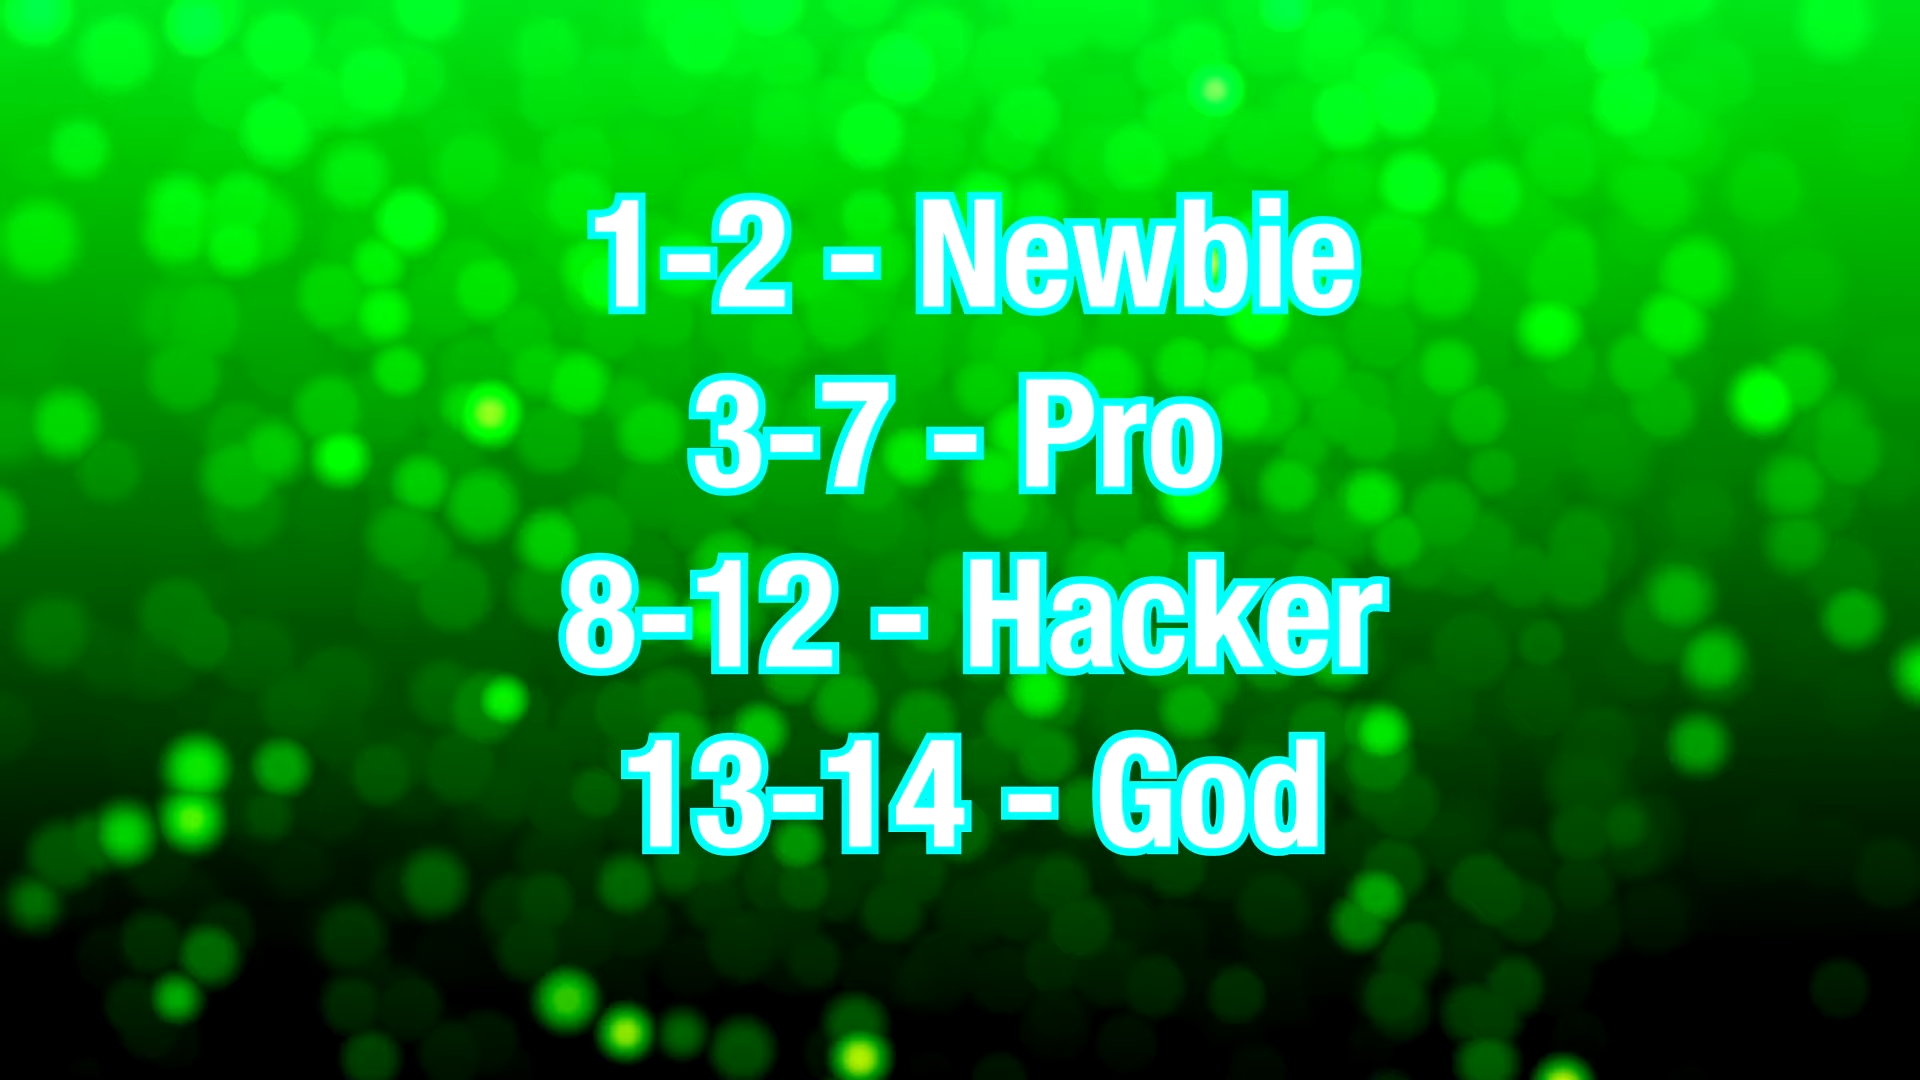 1-2 - Newbie
3-7 - Pro
8-12 - Hacker
13-14 - God